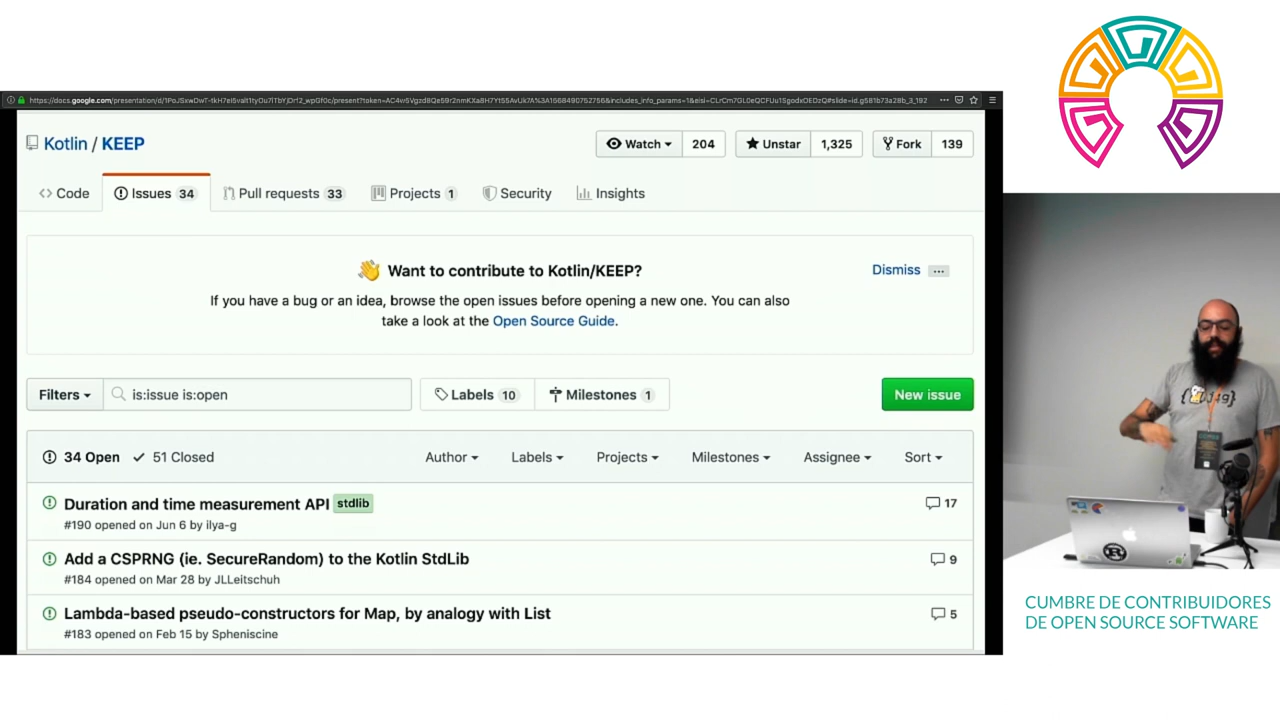 Kotlin / KEEP
Watch 204 Unstar 1,325 Fork 139
Code Issues 34 Pull requests 33 Projects 1 Security Insights
Want to contribute to Kotlin/KEEP? Dismiss
If you have a bug or an idea, browse the open issues before opening a new one. You can also
take a look at the Open Source Guide.
Filters is:issue is:open Labels 10 Milestones 1 New issue
34 Open 51 Closed Author Labels Projects Milestones Assignee Sort
Duration and time measurement API stdlib 17
#190 opened on Jun 6 by ilya-g
Add a CSPRNG (ie. SecureRandom) to the Kotlin StdLib 9
#184 opened on Mar 28 by JLLeitschuh
Lambda-based pseudo-constructors for Map, by analogy with List 5
#183 opened on Feb 15 by Spheniscine
CUMBRE DE CONTRIBUIDORES
DE OPEN SOURCE SOFTWARE